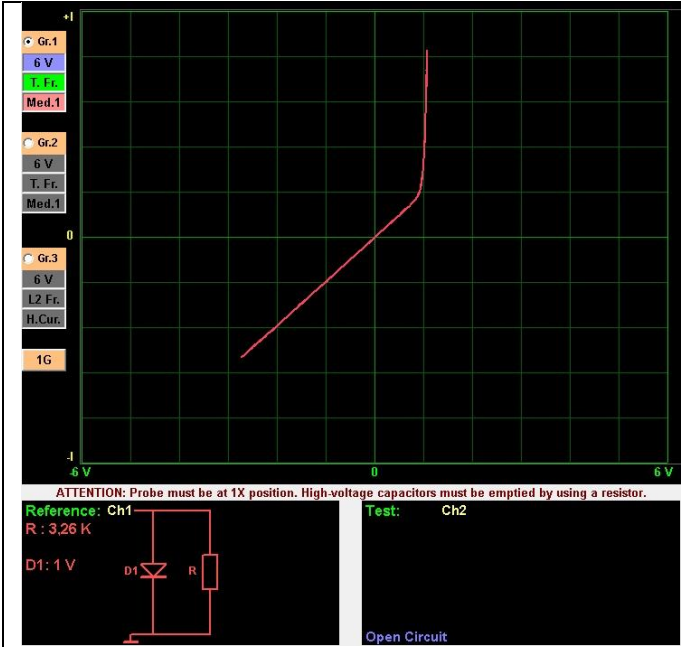 +I
Gr.1
6 V
T. Fr.
Med.1
Gr.2
6 V
T. Fr.
Med.1
0
Gr.3
6 V
L2 Fr.
H.Cur.
1G
-I
-6 V
0
6 V
ATTENTION: Probe must be at 1X position. High-voltage capacitors must be emptied by using a resistor.
Reference: Ch1
R : 3,26 K
D1: 1 V
D1
R
Test: Ch2
Open Circuit